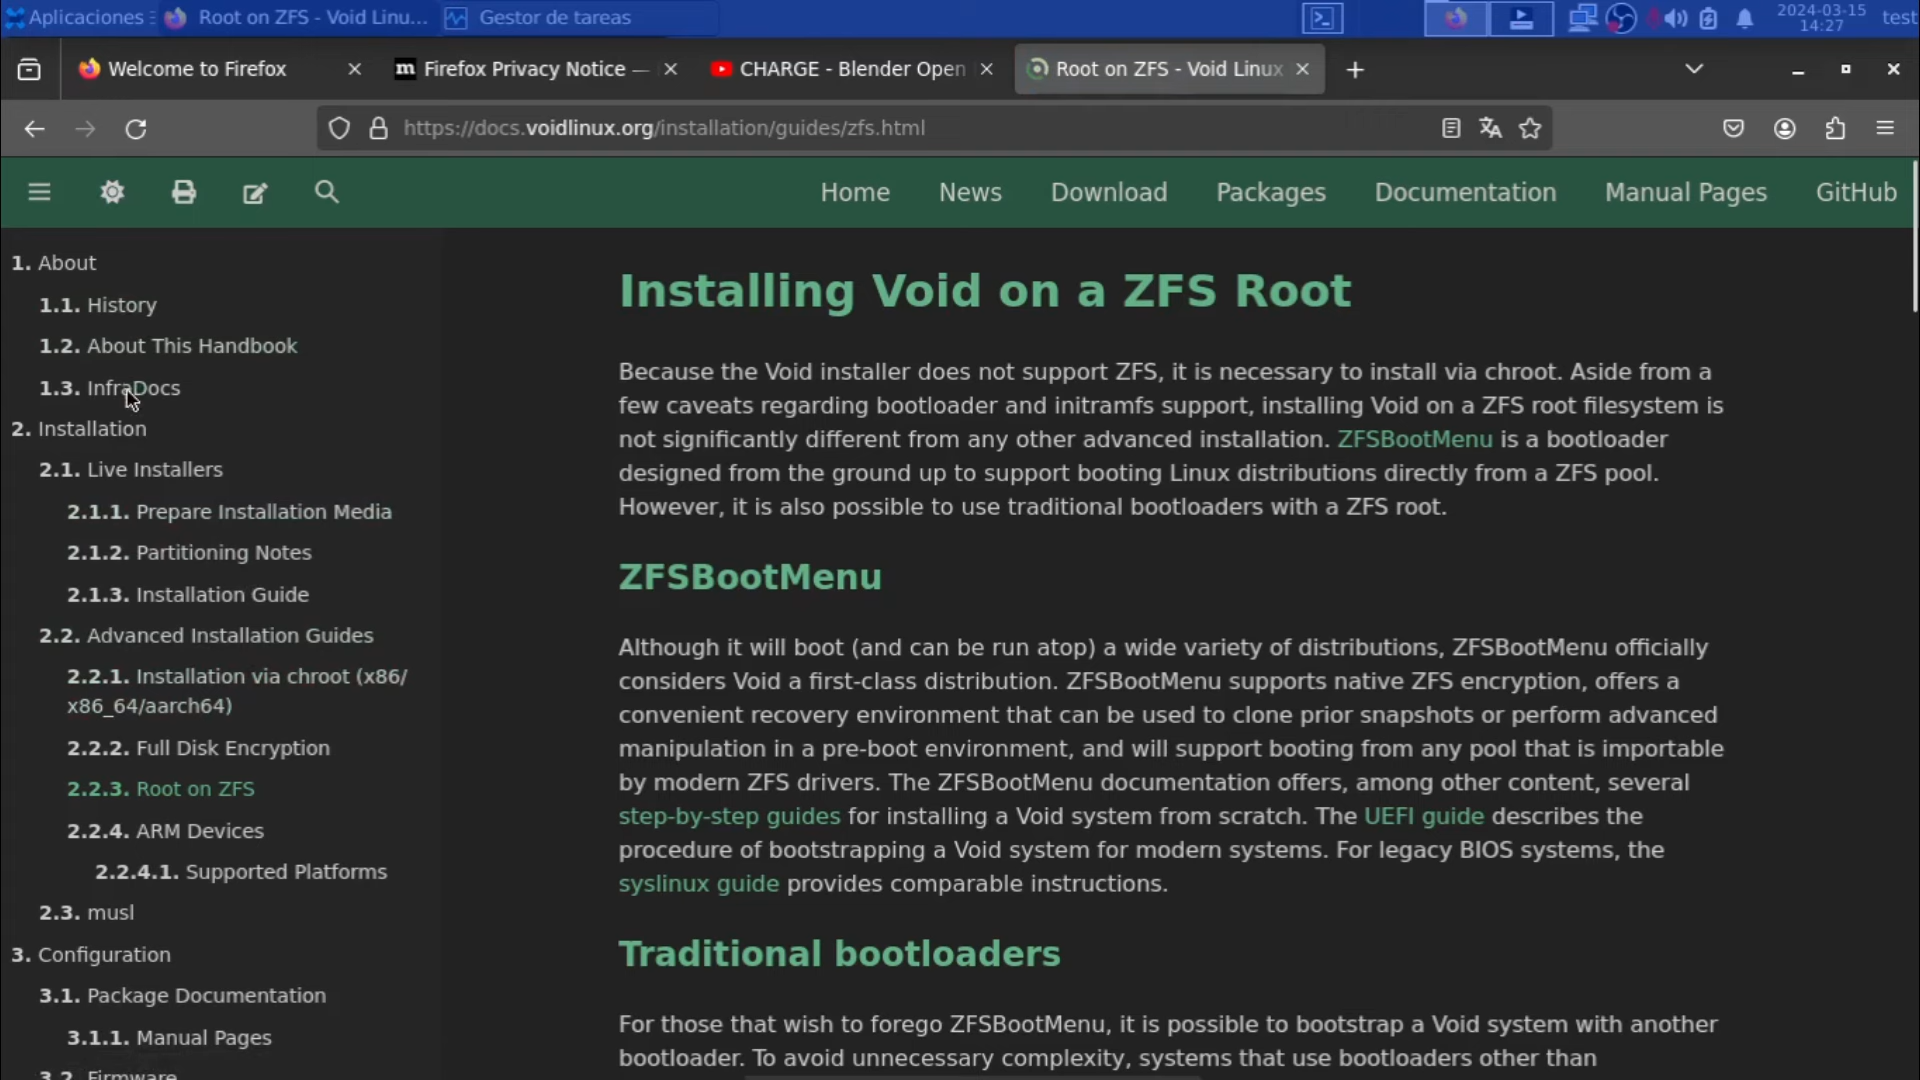 Aplicaciones
Root on ZFS - Void Linu...
Gestor de tareas
2024-03-15
14:27
test
Welcome to Firefox
Firefox Privacy Notice —
CHARGE - Blender Open
Root on ZFS - Void Linux
https://docs.voidlinux.org/installation/guides/zfs.html
Home
News
Download
Packages
Documentation
Manual Pages
GitHub
1. About
1.1. History
1.2. About This Handbook
1.3. InfraDocs
2. Installation
2.1. Live Installers
2.1.1. Prepare Installation Media
2.1.2. Partitioning Notes
2.1.3. Installation Guide
2.2. Advanced Installation Guides
2.2.1. Installation via chroot (x86/
x86_64/aarch64)
2.2.2. Full Disk Encryption
2.2.3. Root on ZFS
2.2.4. ARM Devices
2.2.4.1. Supported Platforms
2.3. musl
3. Configuration
3.1. Package Documentation
3.1.1. Manual Pages
3.2. Firmware
Installing Void on a ZFS Root
Because the Void installer does not support ZFS, it is necessary to install via chroot. Aside from a
few caveats regarding bootloader and initramfs support, installing Void on a ZFS root filesystem is
not significantly different from any other advanced installation. ZFSBootMenu is a bootloader
designed from the ground up to support booting Linux distributions directly from a ZFS pool.
However, it is also possible to use traditional bootloaders with a ZFS root.
ZFSBootMenu
Although it will boot (and can be run atop) a wide variety of distributions, ZFSBootMenu officially
considers Void a first-class distribution. ZFSBootMenu supports native ZFS encryption, offers a
convenient recovery environment that can be used to clone prior snapshots or perform advanced
manipulation in a pre-boot environment, and will support booting from any pool that is importable
by modern ZFS drivers. The ZFSBootMenu documentation offers, among other content, several
step-by-step guides for installing a Void system from scratch. The UEFI guide describes the
procedure of bootstrapping a Void system for modern systems. For legacy BIOS systems, the
syslinux guide provides comparable instructions.
Traditional bootloaders
For those that wish to forego ZFSBootMenu, it is possible to bootstrap a Void system with another
bootloader. To avoid unnecessary complexity, systems that use bootloaders other than